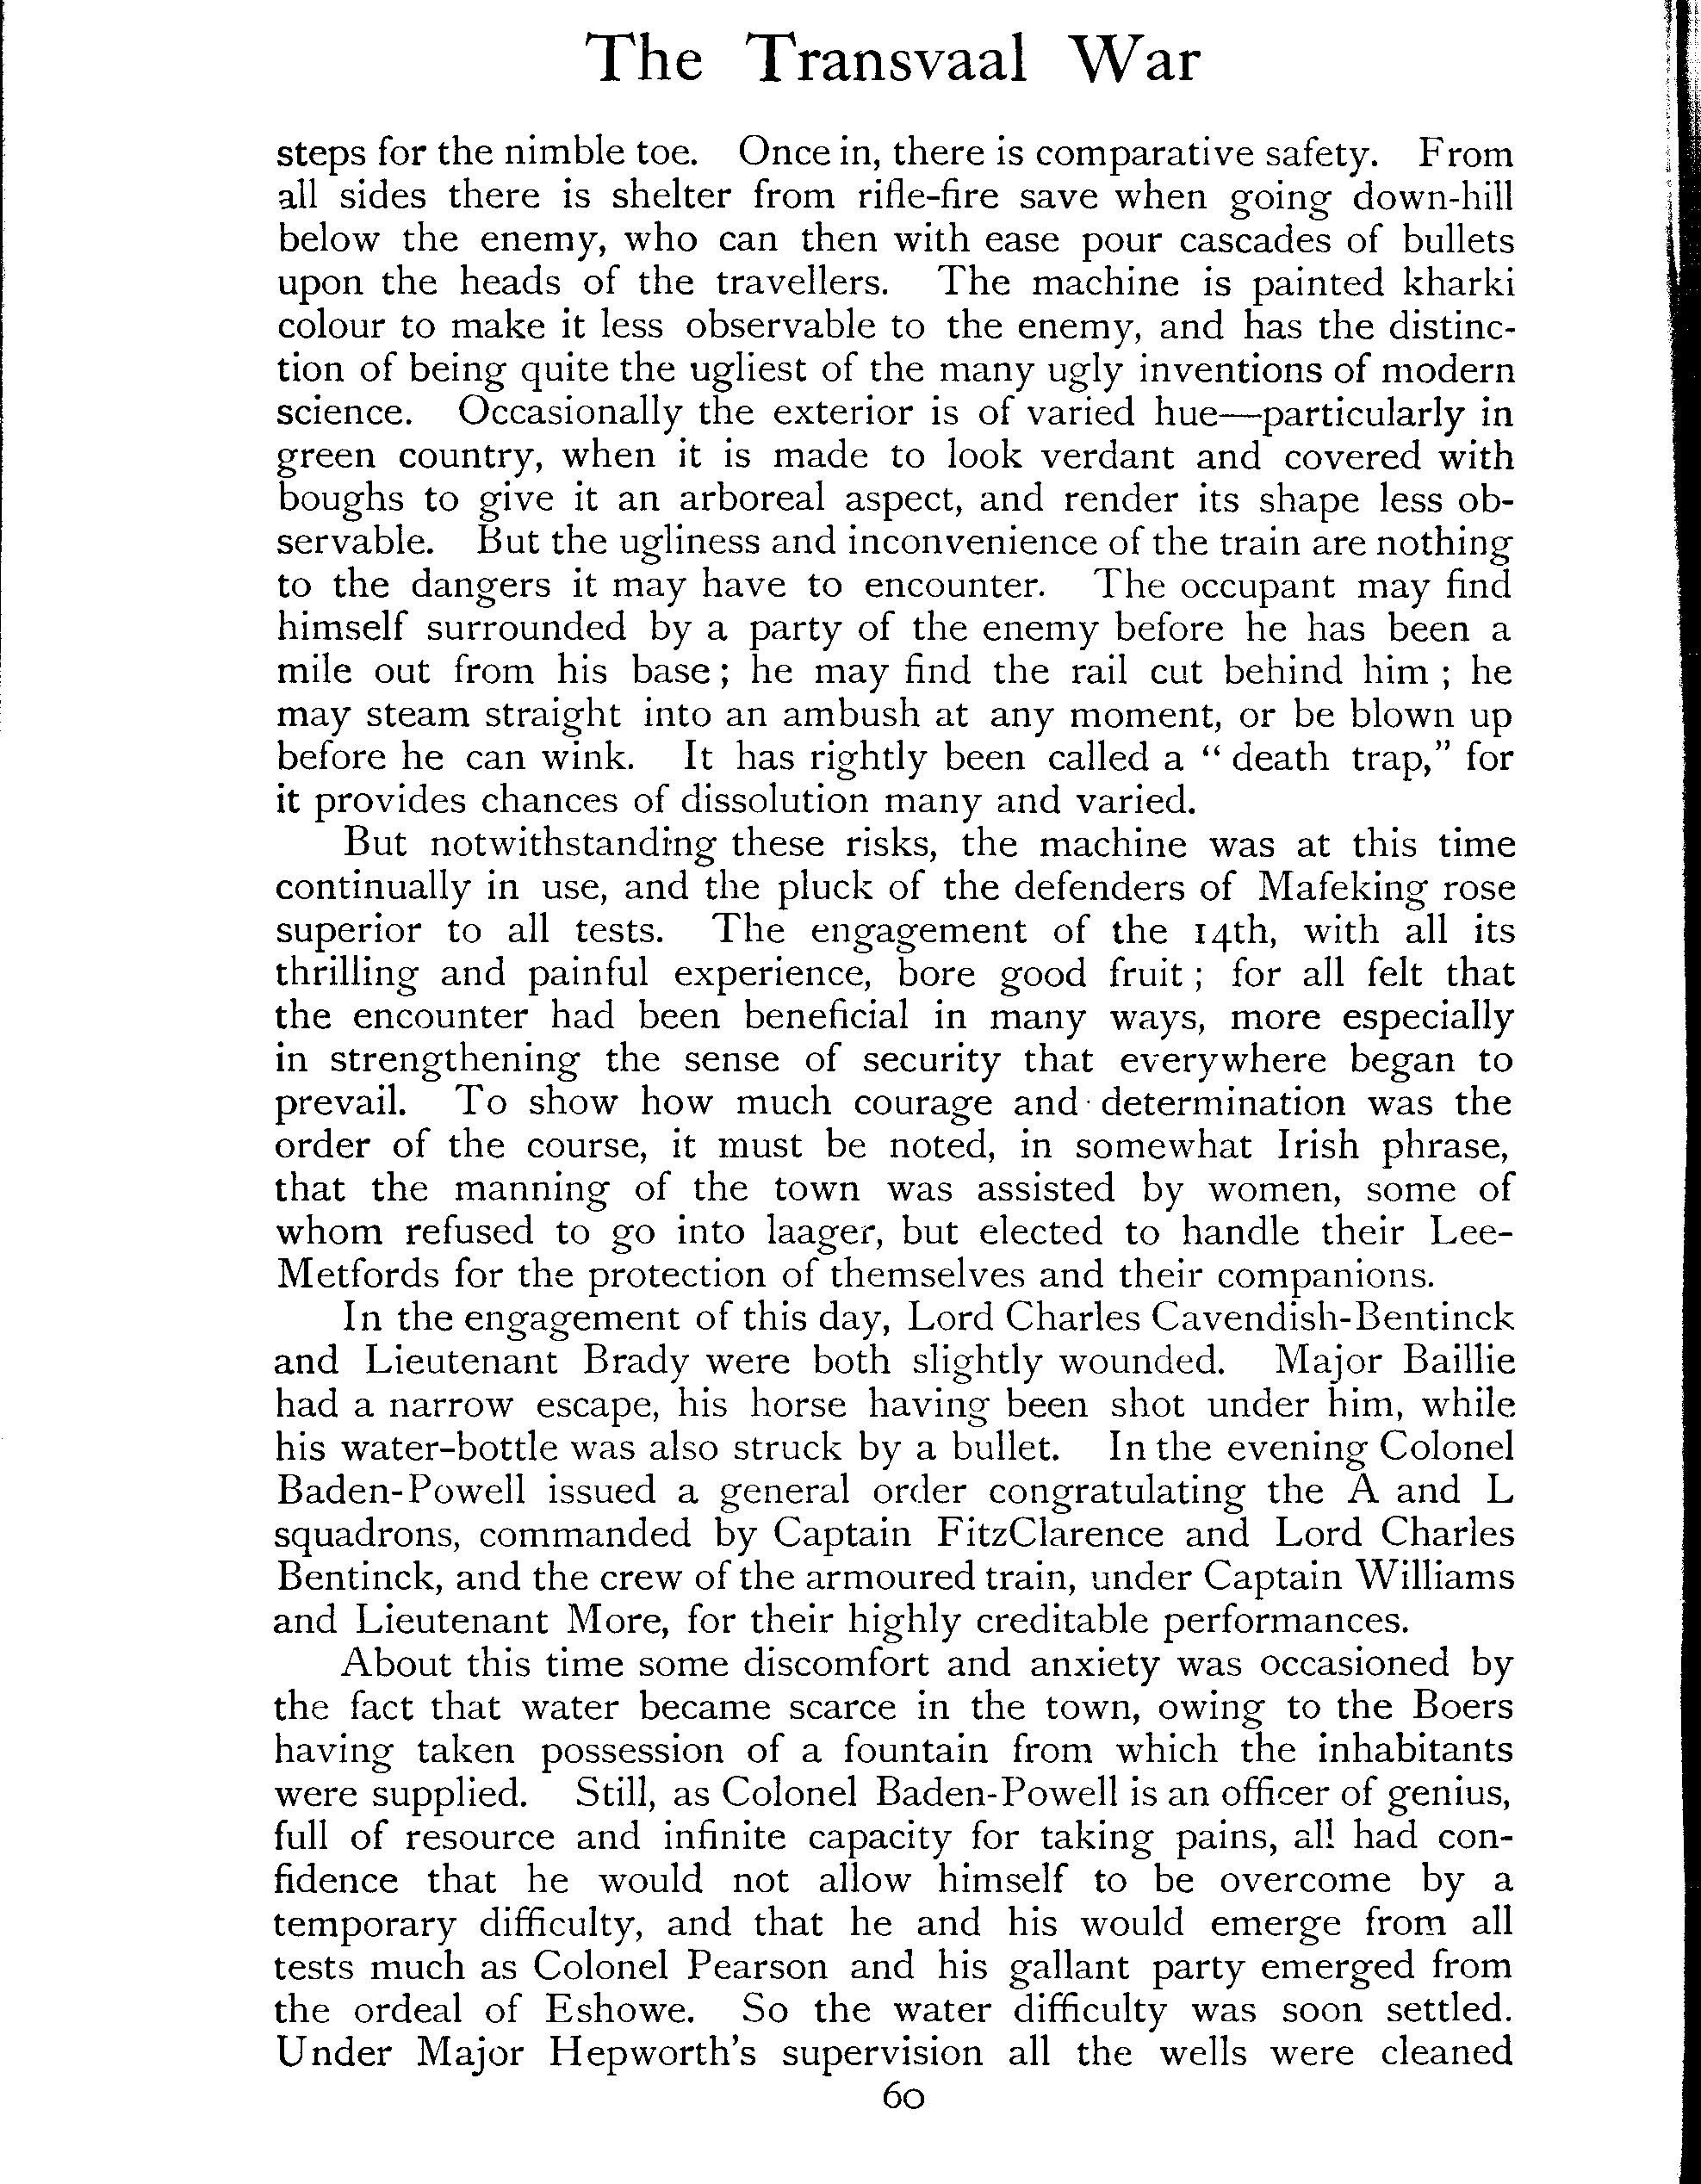 The Transvaal War
steps for the nimble toe. Once in, there is comparative safety. From
all sides there is shelter from rifle-fire save when going down-hill
below the enemy, who can then with ease pour cascades of bullets
upon the heads of the travellers. The machine is painted kharki
colour to make it less observable to the enemy, and has the distinc-
tion of being quite the ugliest of the many ugly inventions of modern
science. Occasionally the exterior is of varied hue—particularly in
green country, when it is made to look verdant and covered with
boughs to give it an arboreal aspect, and render its shape less ob-
servable. But the ugliness and inconvenience of the train are nothing
to the dangers it may have to encounter. The occupant may find
himself surrounded by a party of the enemy before he has been a
mile out from his base; he may find the rail cut behind him; he
may steam straight into an ambush at any moment, or be blown up
before he can wink. It has rightly been called a "death trap," for
it provides chances of dissolution many and varied.
But notwithstanding these risks, the machine was at this time
continually in use, and the pluck of the defenders of Mafeking rose
superior to all tests. The engagement of the 14th, with all its
thrilling and painful experience, bore good fruit; for all felt that
the encounter had been beneficial in many ways, more especially
in strengthening the sense of security that everywhere began to
prevail. To show how much courage and determination was the
order of the course, it must be noted, in somewhat Irish phrase,
that the manning of the town was assisted by women, some of
whom refused to go into laager, but elected to handle their Lee-
Metfords for the protection of themselves and their companions.
In the engagement of this day, Lord Charles Cavendish-Bentinck
and Lieutenant Brady were both slightly wounded. Major Baillie
had a narrow escape, his horse having been shot under him, while
his water-bottle was also struck by a bullet. In the evening Colonel
Baden-Powell issued a general order congratulating the A and L
squadrons, commanded by Captain FitzClarence and Lord Charles
Bentinck, and the crew of the armoured train, under Captain Williams
and Lieutenant More, for their highly creditable performances.
About this time some discomfort and anxiety was occasioned by
the fact that water became scarce in the town, owing to the Boers
having taken possession of a fountain from which the inhabitants
were supplied. Still, as Colonel Baden-Powell is an officer of genius,
full of resource and infinite capacity for taking pains, all had con-
fidence that he would not allow himself to be overcome by a
temporary difficulty, and that he and his would emerge from all
tests much as Colonel Pearson and his gallant party emerged from
the ordeal of Eshowe. So the water difficulty was soon settled.
Under Major Hepworth's supervision all the wells were cleaned
60